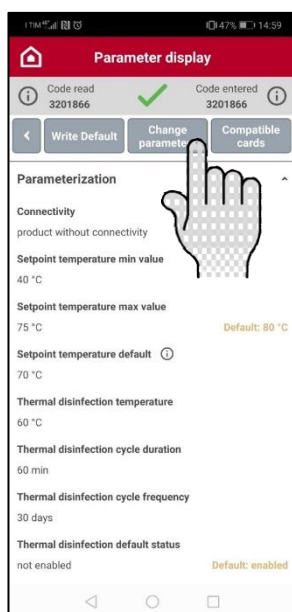 I TIM 47% 14:59
Parameter display
Code read
3201866
Code entered
3201866
Write Default
Change
paramete
Compatible
cards
Parameterization
Connectivity
product without connectivity
Setpoint temperature min value
40 °C
Setpoint temperature max value
75 °C Default: 80 °C
Setpoint temperature default
70 °C
Thermal disinfection temperature
60 °C
Thermal disinfection cycle duration
60 min
Thermal disinfection cycle frequency
30 days
Thermal disinfection default status
not enabled Default: enabled